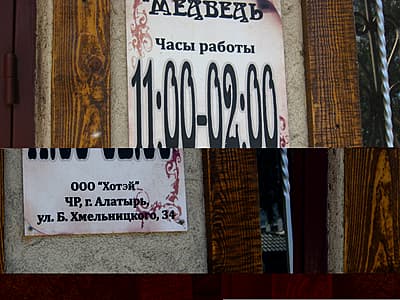 МЕДВЕДЬ
Часы работы
11:00-02:00
ООО "Хотэй"
ЧР, г. Алатырь,
ул. Б. Хмельницкого, 34